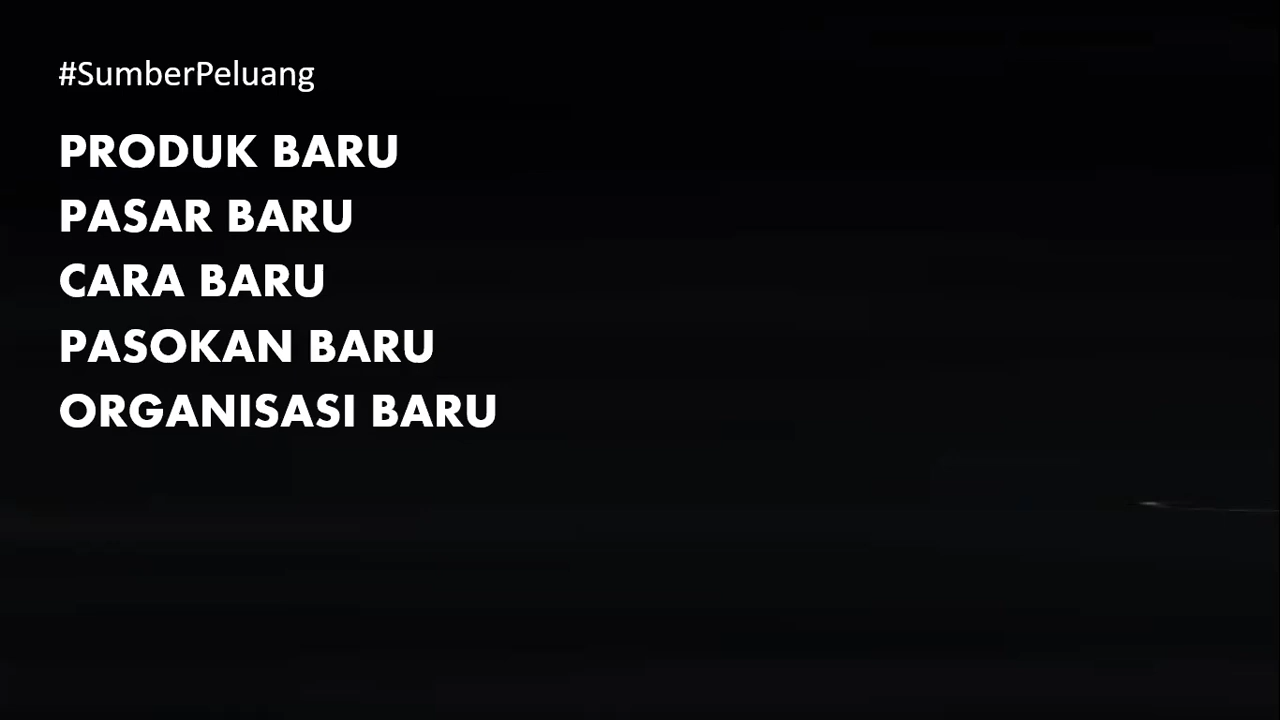 #SumberPeluang
PRODUK BARU
PASAR BARU
CARA BARU
PASOKAN BARU
ORGANISASI BARU